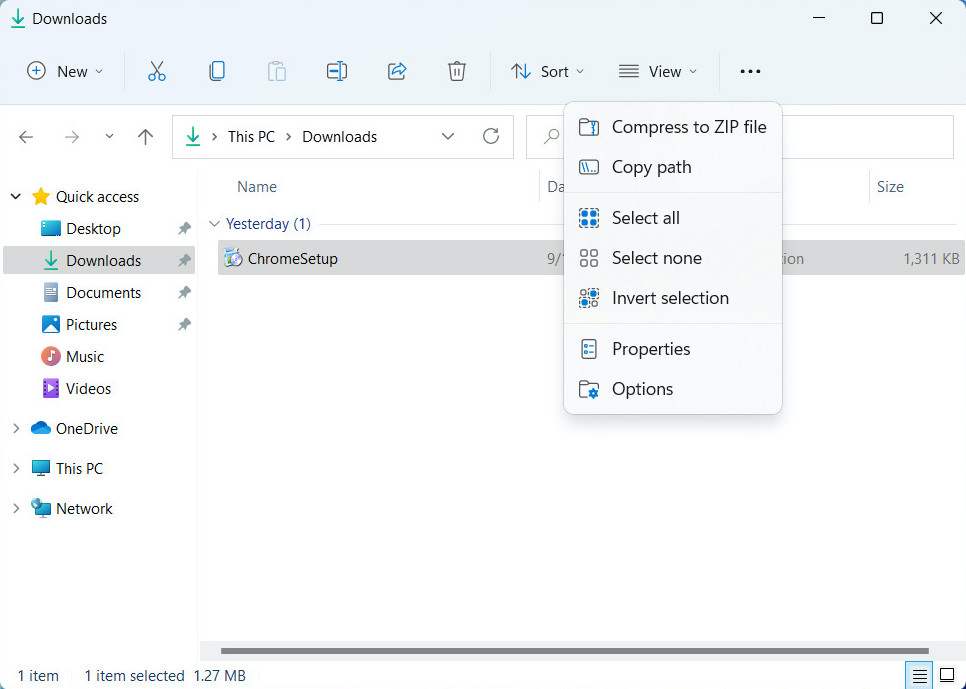 Downloads
New
Sort
View
This PC
Downloads
Compress to ZIP file
Copy path
Select all
Select none
Invert selection
Properties
Options
Name
Da
Size
Quick access
Desktop
Downloads
Documents
Pictures
Music
Videos
OneDrive
This PC
Network
Yesterday (1)
ChromeSetup 9/1 ion 1,311 KB
1 item 1 item selected 1.27 MB